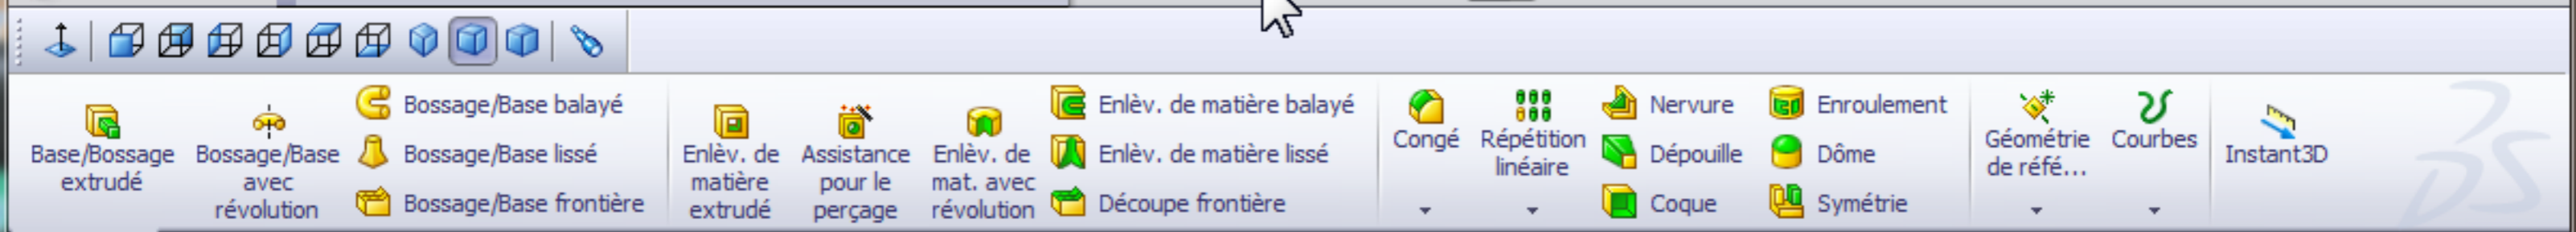 Base/Bossage
extrudé
Bossage/Base
avec
révolution
Bossage/Base balayé
Bossage/Base lissé
Bossage/Base frontière
Enlèv. de
matière
extrudé
Assistance
pour le
perçage
Enlèv. de
mat. avec
révolution
Enlèv. de matière balayé
Enlèv. de matière lissé
Découpe frontière
Congé
Répétition
linéaire
Nervure
Dépouille
Coque
Enroulement
Dôme
Symétrie
Géométrie
de réfé...
Courbes
Instant3D